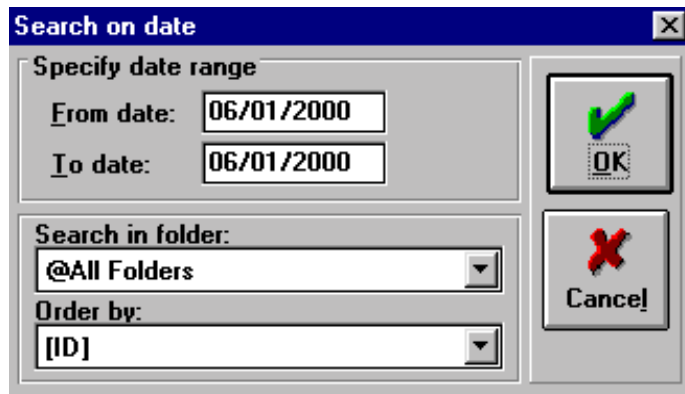 Search on date
Specify date range
From date: 06/01/2000
To date: 06/01/2000
OK
Search in folder:
@All Folders
Order by:
[ID]
Cancel